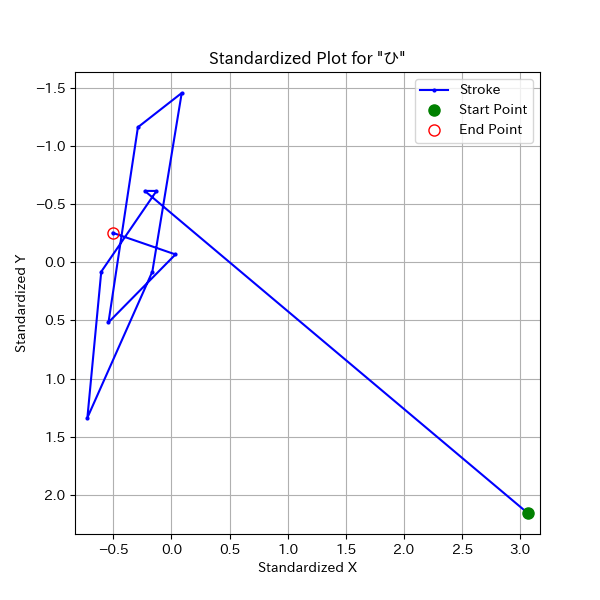 Standardized Plot for "ひ"
Stroke
Start Point
End Point
−1.5
−1.0
−0.5
0.0
0.5
1.0
1.5
2.0
Standardized Y
−0.5 0.0 0.5 1.0 1.5 2.0 2.5 3.0
Standardized X